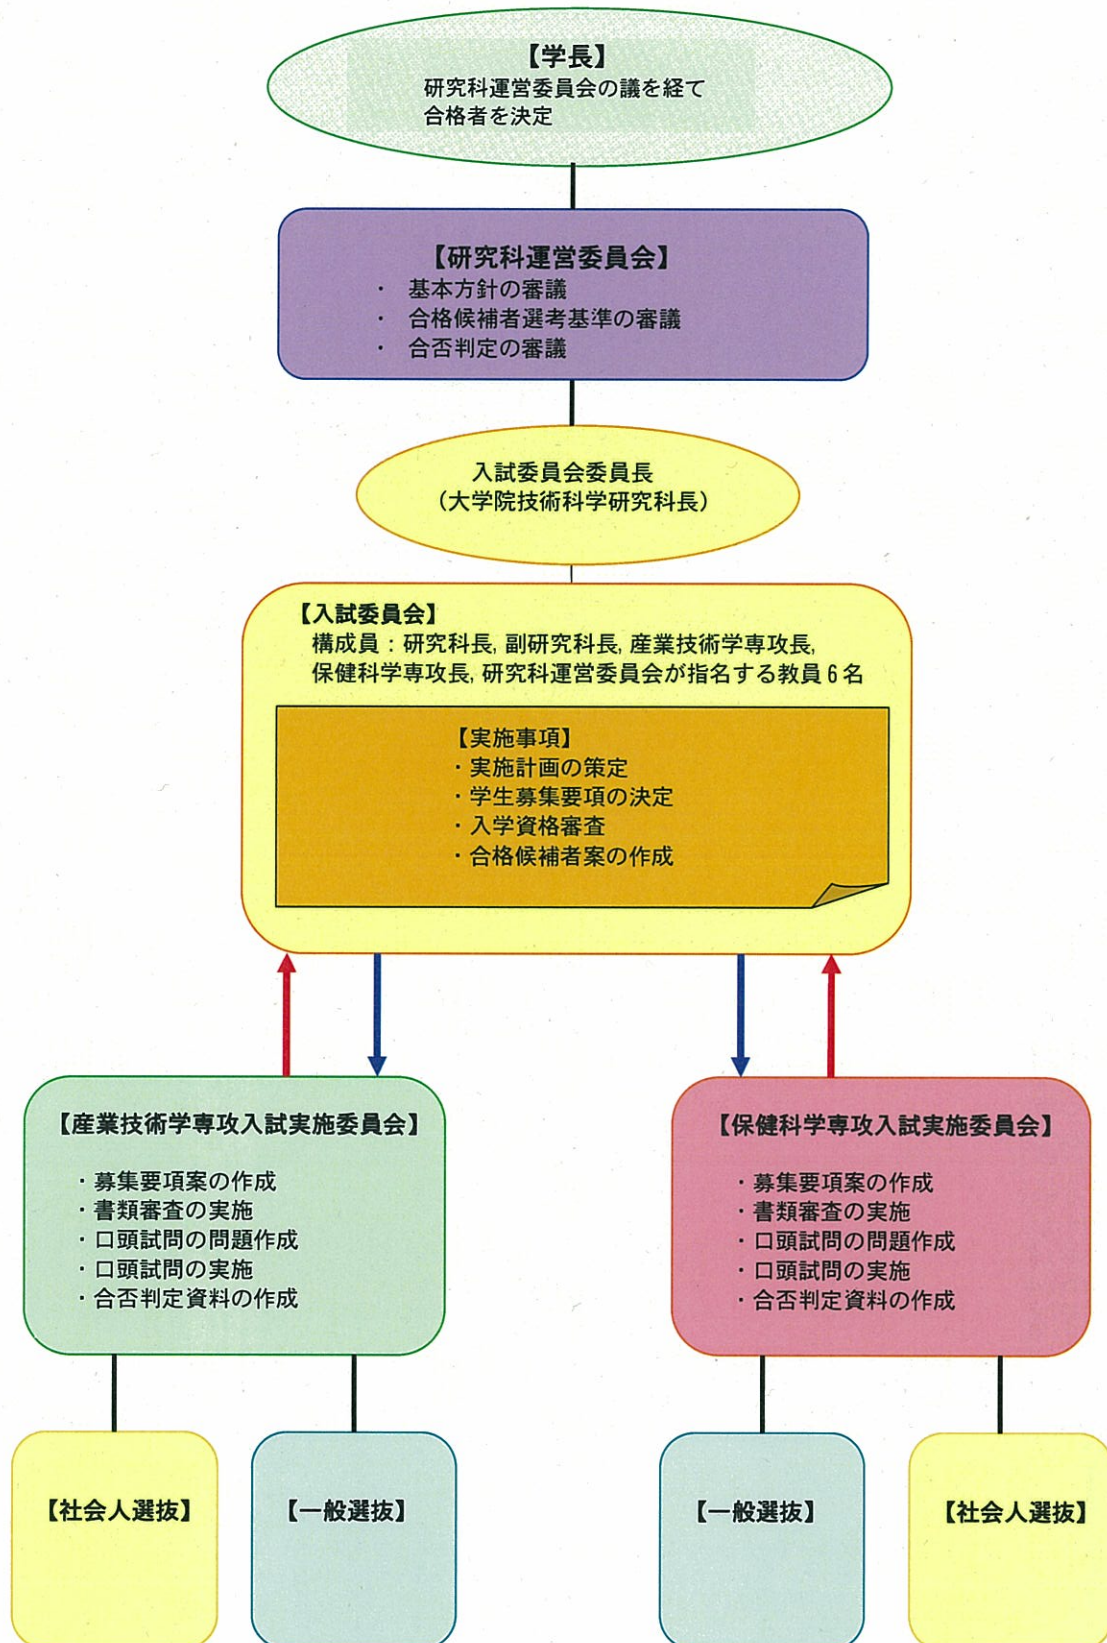 【学長】
研究科運営委員会の議を経て
合格者を決定
【研究科運営委員会】
・ 基本方針の審議
・ 合格候補者選考基準の審議
・ 合否判定の審議
入試委員会委員長
（大学院技術科学研究科長）
【入試委員会】
構成員：研究科長, 副研究科長, 産業技術学専攻長,
保健科学専攻長, 研究科運営委員会が指名する教員６名
【実施事項】
・実施計画の策定
・学生募集要項の決定
・入学資格審査
・合格候補者案の作成
【産業技術学専攻入試実施委員会】
・募集要項案の作成
・書類審査の実施
・口頭試問の問題作成
・口頭試問の実施
・合否判定資料の作成
【保健科学専攻入試実施委員会】
・募集要項案の作成
・書類審査の実施
・口頭試問の問題作成
・口頭試問の実施
・合否判定資料の作成
【社会人選抜】
【一般選抜】
【一般選抜】
【社会人選抜】